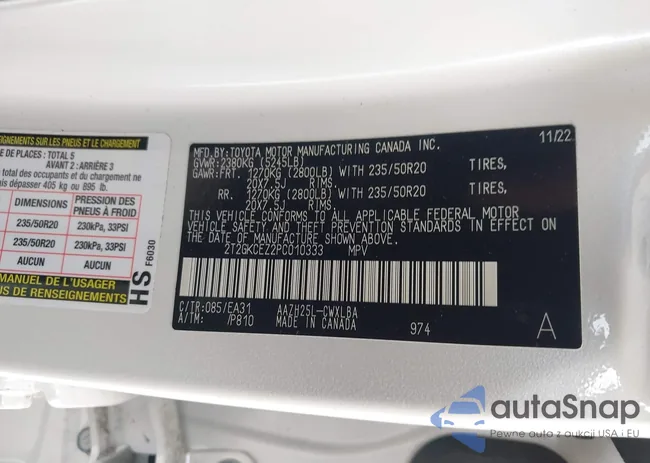 SEIGNEMENTS SUR LES PNEUS ET LE CHARGEMENT
DE PLACES: TOTAL 5
AVANT 2: ARRIÈRE 3
total des occupants et du chargement ne
dépasser 405 kg ou 895 lb.
DIMENSIONS
PRESSION DES
PNEUS À FROID
235/50R20
230kPa, 33PSI
235/50R20
230kPa, 33PSI
AUCUN
AUCUN
MANUEL DE L'USAGER
DE RENSEIGNEMENTS
HS
F6030
MFD.BY:TOYOTA MOTOR MANUFACTURING CANADA INC. 11/22
GVWR:2380KG (5245LB)
GAWR:FRT. 1270KG (2800LB) WITH 235/50R20 TIRES,
20X7.5J RIMS.
RR. 1270KG (2800LB) WITH 235/50R20 TIRES,
20X7.5J RIMS.
THIS VEHICLE CONFORMS TO ALL APPLICABLE FEDERAL MOTOR
VEHICLE SAFETY AND THEFT PREVENTION STANDARDS IN EFFECT ON
THE DATE OF MANUFACTURE SHOWN ABOVE.
2T2GKCEZ2PC010333 MPV
C/TR:085/EA31 AAZH25L-CWXLBA
A/TM: /P810 MADE IN CANADA 974 A
autaSnap
Pewne auto z aukcji USA i EU